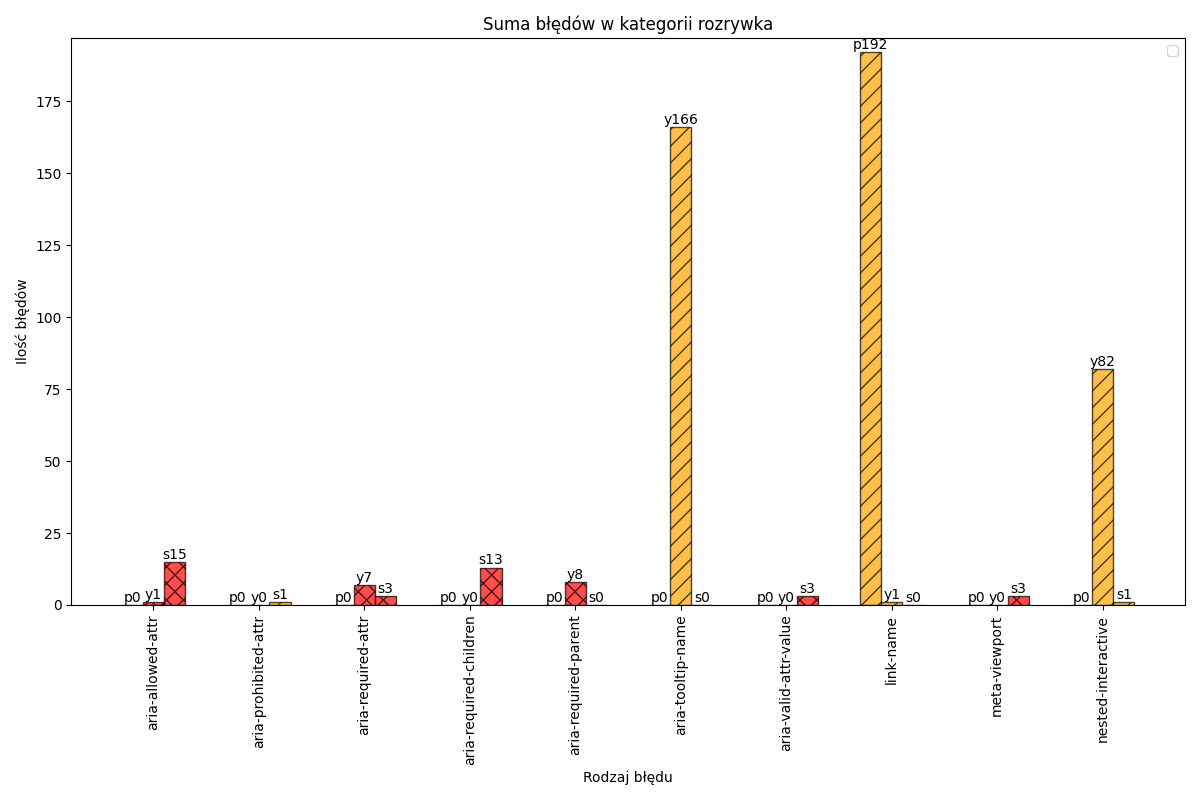 Suma błędów w kategorii rozrywka
Ilość błędów
175
150
125
100
75
50
25
0
p0 y1 s15
p0 y0 s1
p0 y7 s3
p0 y0 s13
p0 y8 s0
p0 y166 s0
p0 y0 s3
p192 y1 s0
p0 y0 s3
p0 y82 s1
aria-allowed-attr
aria-prohibited-attr
aria-required-attr
aria-required-children
aria-required-parent
aria-tooltip-name
aria-valid-attr-value
link-name
meta-viewport
nested-interactive
Rodzaj błędu